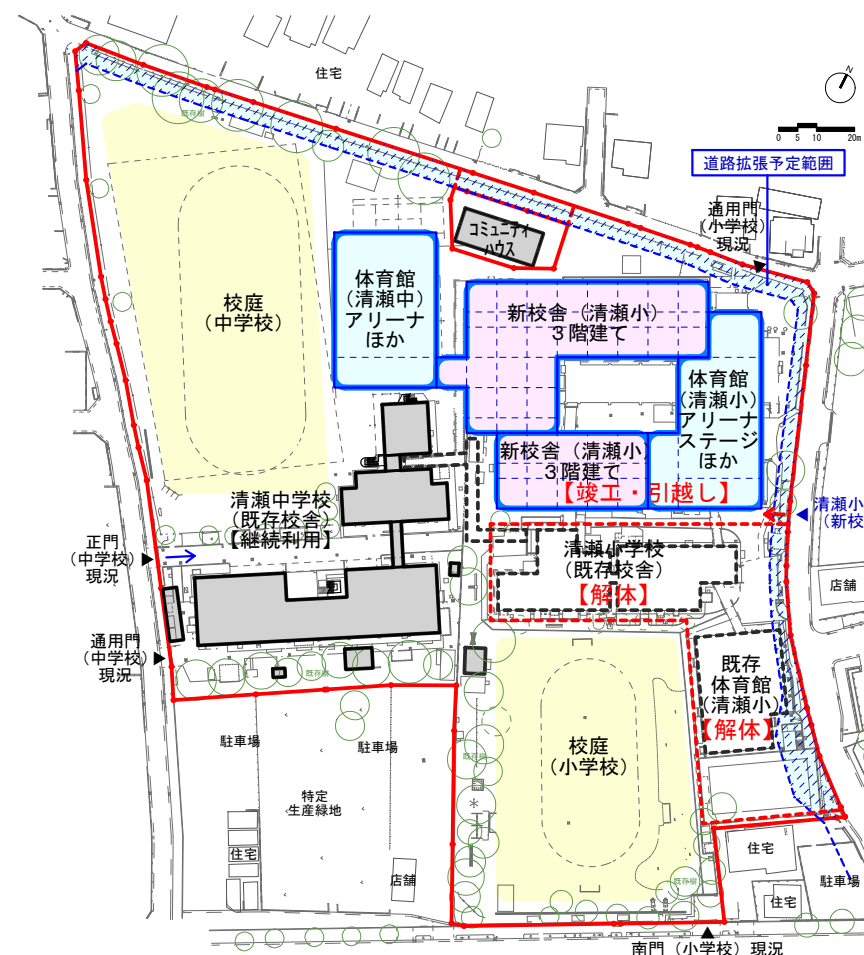 住宅
N
0 5 10 20m
既存樹
道路拡張予定範囲
通用門
(小学校)
現況
コミュニティ
ハウス
体育館
(清瀬中)
アリーナ
ほか
新校舎(清瀬小)
3階建て
校庭
(中学校)
体育館
(清瀬小)
アリーナ
ステージ
ほか
新校舎(清瀬小
3階建て
【竣工・引越し】
清瀬中学校
(既存校舎)
【継続利用】
清瀬小
(新校
正門
(中学校)
現況
清瀬小学校
(既存校舎)
【解体】
店舗
通用門
(中学校)
現況
既存樹
既存
体育館
(清瀬小)
【解体】
駐車場
駐車場
校庭
(小学校)
既存樹
特定
生産緑地
住宅
店舗
既存樹
住宅
駐車場
住宅
南門(小学校)現況